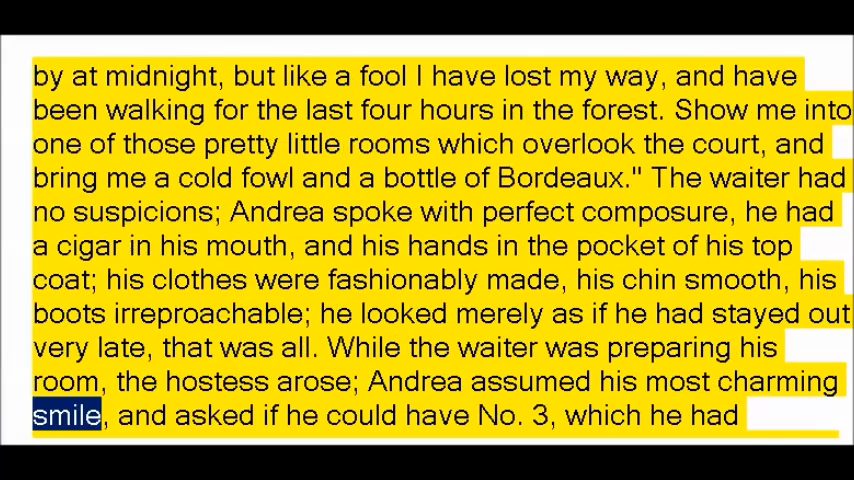 by at midnight, but like a fool I have lost my way, and have
been walking for the last four hours in the forest. Show me into
one of those pretty little rooms which overlook the court, and
bring me a cold fowl and a bottle of Bordeaux." The waiter had
no suspicions; Andrea spoke with perfect composure, he had
a cigar in his mouth, and his hands in the pocket of his top
coat; his clothes were fashionably made, his chin smooth, his
boots irreproachable; he looked merely as if he had stayed out
very late, that was all. While the waiter was preparing his
room, the hostess arose; Andrea assumed his most charming
smile, and asked if he could have No. 3, which he had